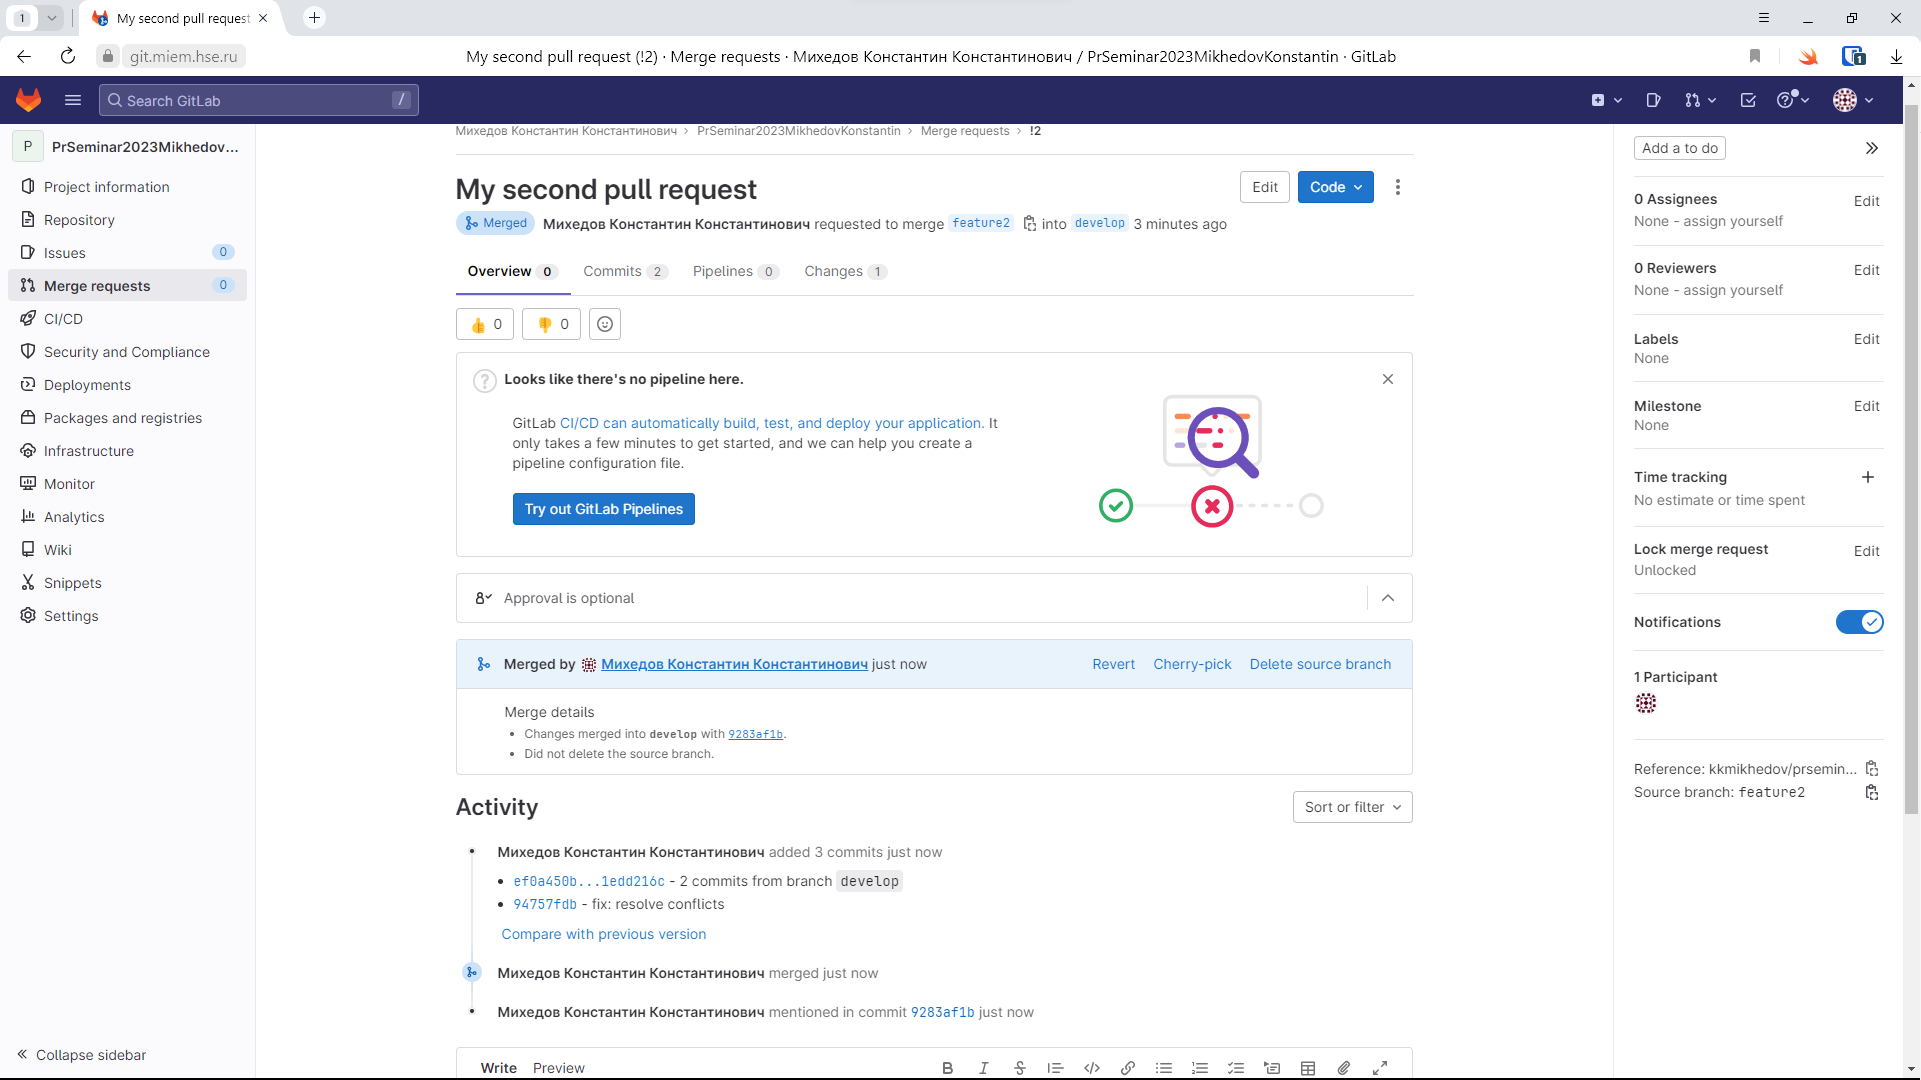 1
My second pull request
git.miem.hse.ru
My second pull request (!2) · Merge requests · Михедов Константин Константинович / PrSeminar2023MikhedovKonstantin · GitLab
1
Search GitLab
/
P
PrSeminar2023Mikhedov...
Project information
Repository
Issues 0
Merge requests 0
CI/CD
Security and Compliance
Deployments
Packages and registries
Infrastructure
Monitor
Analytics
Wiki
Snippets
Settings
Collapse sidebar
Михедов Константин Константинович › PrSeminar2023MikhedovKonstantin › Merge requests › !2
My second pull request
Edit
Code
Merged Михедов Константин Константинович requested to merge feature2 into develop 3 minutes ago
Overview 0 Commits 2 Pipelines 0 Changes 1
0 0
Looks like there's no pipeline here.
GitLab CI/CD can automatically build, test, and deploy your application. It
only takes a few minutes to get started, and we can help you create a
pipeline configuration file.
Try out GitLab Pipelines
Approval is optional
Merged by Михедов Константин Константинович just now
Revert Cherry-pick Delete source branch
Merge details
• Changes merged into develop with 9283af1b.
• Did not delete the source branch.
Activity
Sort or filter
Михедов Константин Константинович added 3 commits just now
• ef0a450b...1edd216c - 2 commits from branch develop
• 94757fdb - fix: resolve conflicts
Compare with previous version
Михедов Константин Константинович merged just now
Михедов Константин Константинович mentioned in commit 9283af1b just now
Write Preview
B I S
Add a to do
0 Assignees Edit
None - assign yourself
0 Reviewers Edit
None - assign yourself
Labels Edit
None
Milestone Edit
None
Time tracking
No estimate or time spent
Lock merge request Edit
Unlocked
Notifications
1 Participant
Reference: kkmikhedov/prsemin...
Source branch: feature2